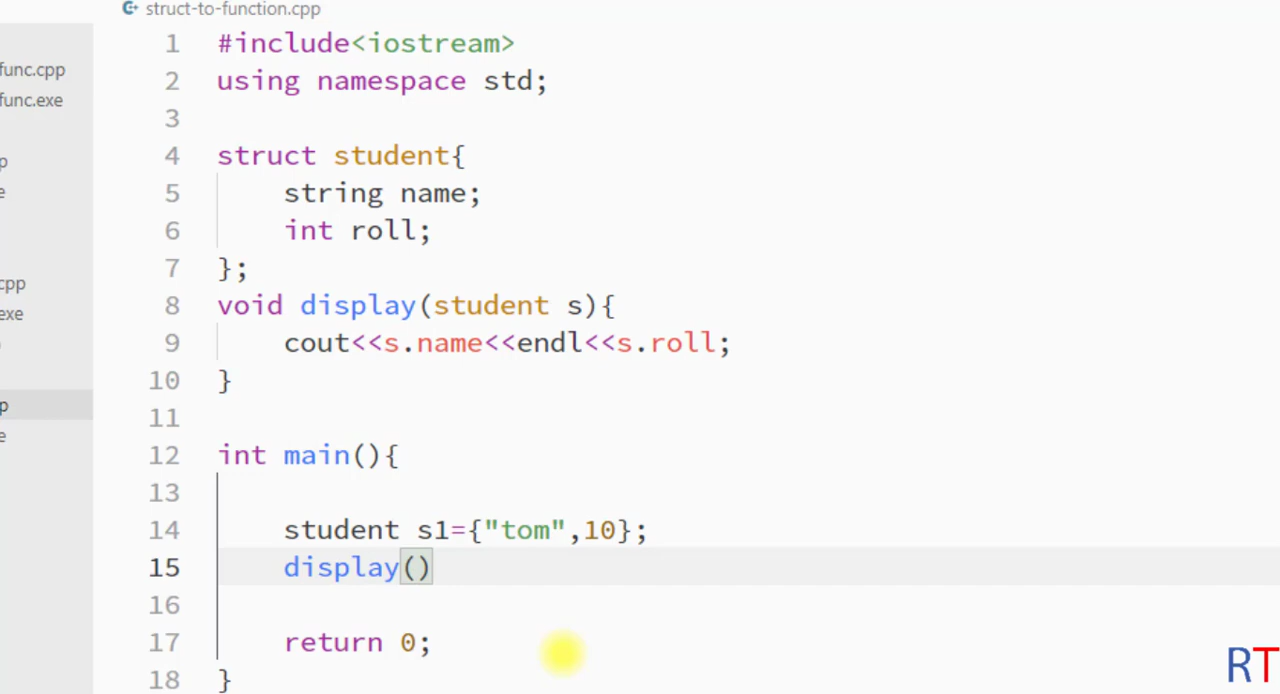 struct-to-function.cpp
func.cpp
func.exe
p
e
cpp
exe
p
e
1 #include<iostream>
2 using namespace std;
3
4 struct student{
5 string name;
6 int roll;
7 };
8 void display(student s){
9 cout<<s.name<<endl<<s.roll;
10 }
11
12 int main(){
13
14 student s1={"tom",10};
15 display()
16
17 return 0;
18 }
RT